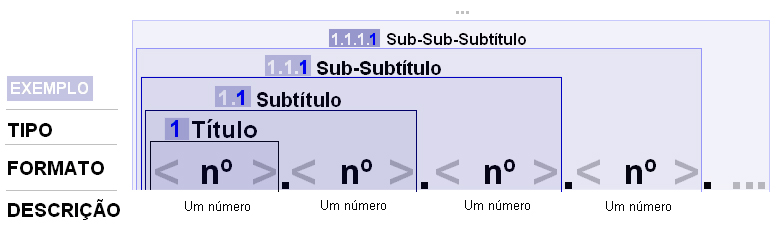 ...
1.1.1.1 Sub-Sub-Subtítulo
1.1.1 Sub-Subtítulo
EXEMPLO
1.1 Subtítulo
TIPO
1 Título
FORMATO
< nº > . < nº > . < nº > . < nº > . ...
DESCRIÇÃO
Um número Um número Um número Um número